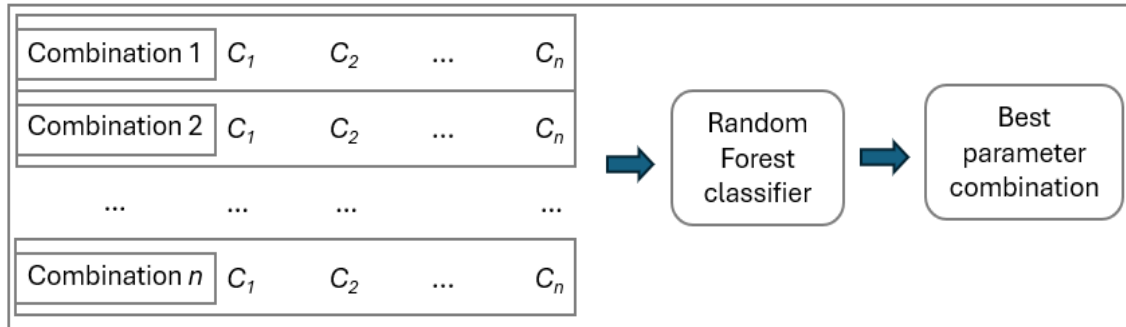 Combination 1 C₁ C₂ ... Cₙ
Combination 2 C₁ C₂ ... Cₙ
... ... ... ...
Combination n C₁ C₂ ... Cₙ
Random
Forest
classifier
Best
parameter
combination